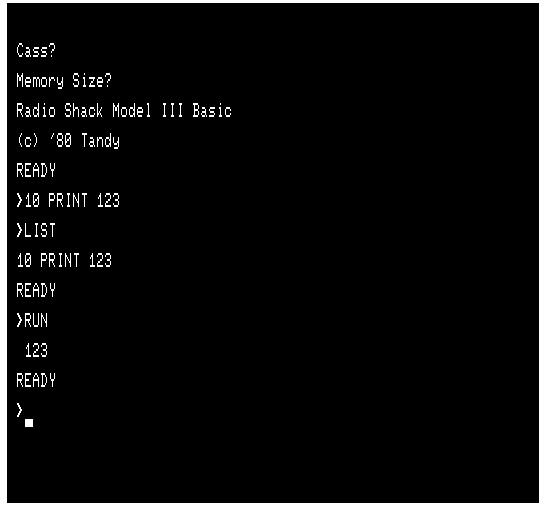 Cass?
Memory Size?
Radio Shack Model III Basic
(c) '80 Tandy
READY
>10 PRINT 123
>LIST
10 PRINT 123
READY
>RUN
 123
READY
>